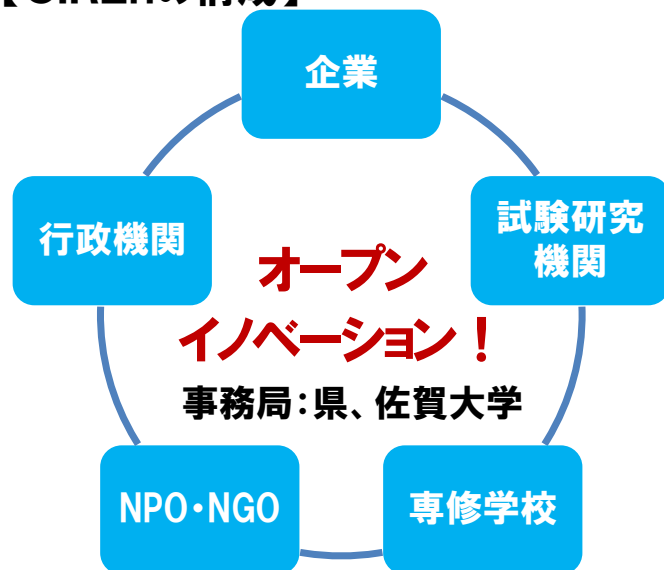 企業
行政機関
試験研究
機関
オープン
イノベーション！
事務局：県、佐賀大学
NPO・NGO
専修学校